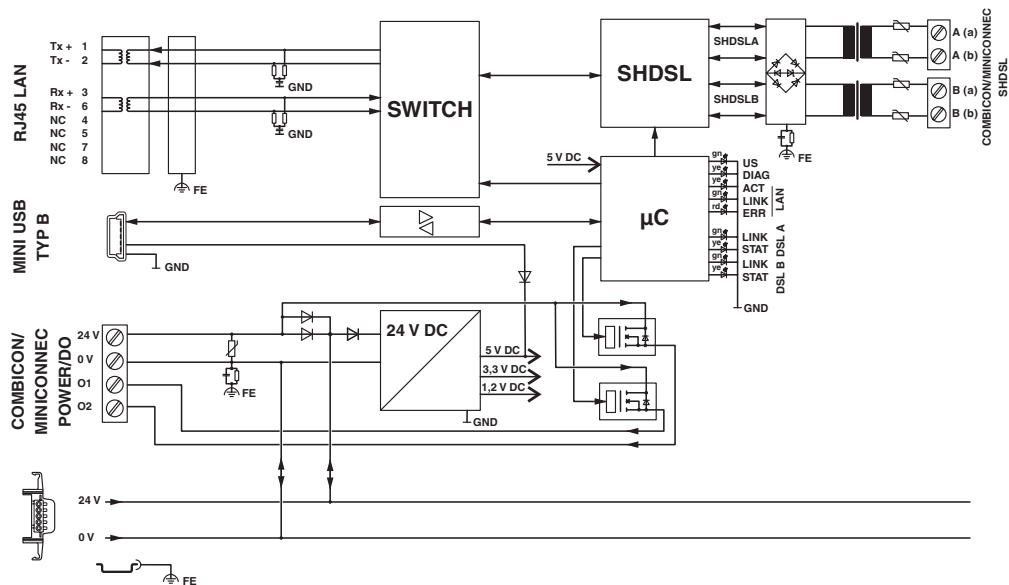 RJ45 LAN
Tx + 1
Tx - 2
Rx + 3
Rx - 6
NC 4
NC 5
NC 7
NC 8
FE
GND
GND
SWITCH
SHDSL
SHDSLA
SHDSLB
FE
A (a)
A (b)
B (a)
B (b)
COMBICON/MINICONNEC
SHDSL
5 V DC
µC
gn US
ye DIAG
ye ACT
gn LINK
rd ERR
LAN
gn LINK
ye STAT
DSL A
gn LINK
ye STAT
DSL B
GND
MINI USB
TYP B
GND
COMBICON/
MINICONNEC
POWER/DO
24 V
0 V
O1
O2
FE
24 V DC
5 V DC
3,3 V DC
1,2 V DC
GND
24 V
0 V
FE